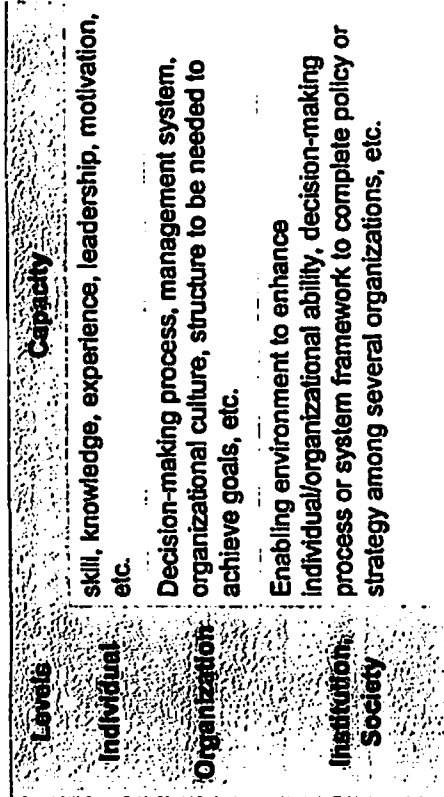 Levels Capacity
Individual skill, knowledge, experience, leadership, motivation,
etc.
Organization Decision-making process, management system,
organizational culture, structure to be needed to
achieve goals, etc.
Institution, Society Enabling environment to enhance
individual/organizational ability, decision-making
process or system framework to complete policy or
strategy among several organizations, etc.